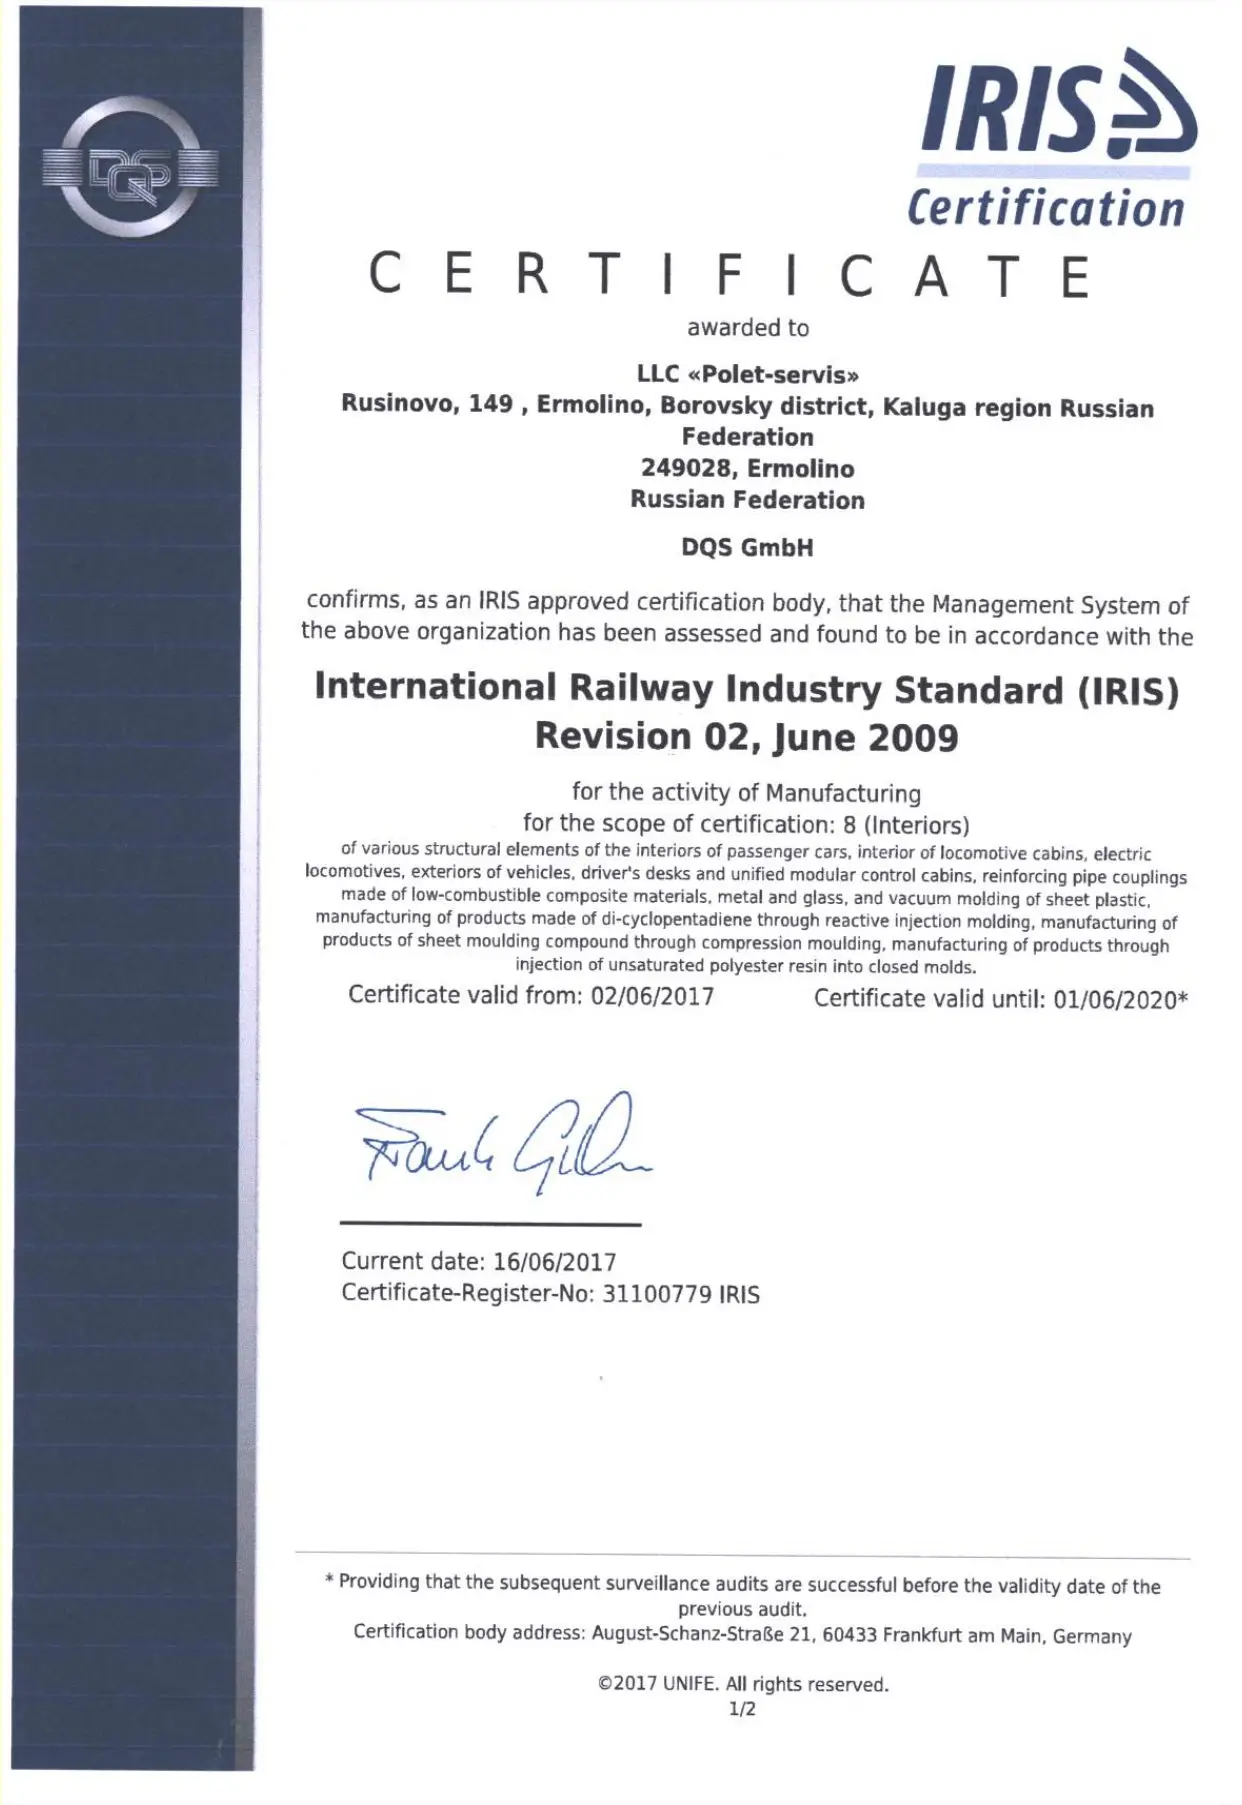 DQS
IRIS
Certification
CERTIFICATE
awarded to
LLC «Polet-servis»
Rusinovo, 149 , Ermolino, Borovsky district, Kaluga region Russian
Federation
249028, Ermolino
Russian Federation
DQS GmbH
confirms, as an IRIS approved certification body, that the Management System of
the above organization has been assessed and found to be in accordance with the
International Railway Industry Standard (IRIS)
Revision 02, June 2009
for the activity of Manufacturing
for the scope of certification: 8 (Interiors)
of various structural elements of the interiors of passenger cars, interior of locomotive cabins, electric
locomotives, exteriors of vehicles, driver's desks and unified modular control cabins, reinforcing pipe couplings
made of low-combustible composite materials, metal and glass, and vacuum molding of sheet plastic,
manufacturing of products made of di-cyclopentadiene through reactive injection molding, manufacturing of
products of sheet moulding compound through compression moulding, manufacturing of products through
injection of unsaturated polyester resin into closed molds.
Certificate valid from: 02/06/2017 Certificate valid until: 01/06/2020*
Frank
Current date: 16/06/2017
Certificate-Register-No: 31100779 IRIS
* Providing that the subsequent surveillance audits are successful before the validity date of the
previous audit.
Certification body address: August-Schanz-Straße 21, 60433 Frankfurt am Main, Germany
©2017 UNIFE. All rights reserved.
1/2